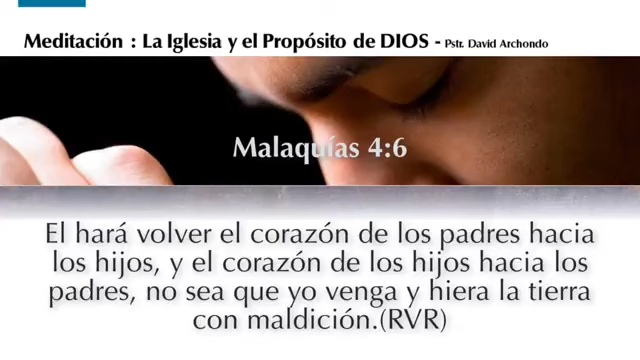 Meditación : La Iglesia y el Propósito de DIOS - Pstr. David Archondo
Malaquías 4:6
El hará volver el corazón de los padres hacia
los hijos, y el corazón de los hijos hacia los
padres, no sea que yo venga y hiera la tierra
con maldición.(RVR)